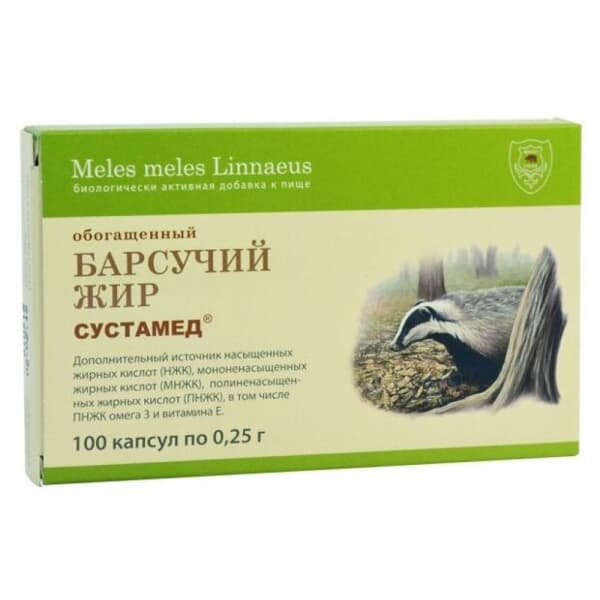 Meles meles Linnaeus
биологически активная добавка к пище
обогащенный
БАРСУЧИЙ
ЖИР
СУСТАМЕД®
Дополнительный источник насыщенных
жирных кислот (НЖК), мононенасыщенных
жирных кислот (МНЖК), полиненасыщен-
ных жирных кислот (ПНЖК), в том числе
ПНЖК омега 3 и витамина Е.
100 капсул по 0,25 г